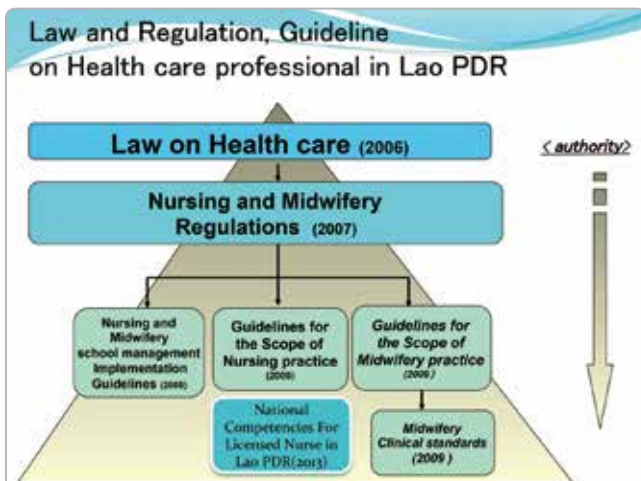 Law and Regulation, Guideline
on Health care professional in Lao PDR
Law on Health care (2006)
< authority>
Nursing and Midwifery
Regulations (2007)
Nursing and
Midwifery
school management
Implementation
Guidelines
Guidelines for
the Scope of
Nursing practice
Guidelines for
the Scope of
Midwifery practice
National
Competencies For
Licensed Nurse in
Lao PDR(2013)
Midwifery
Clinical standards
(2009 )